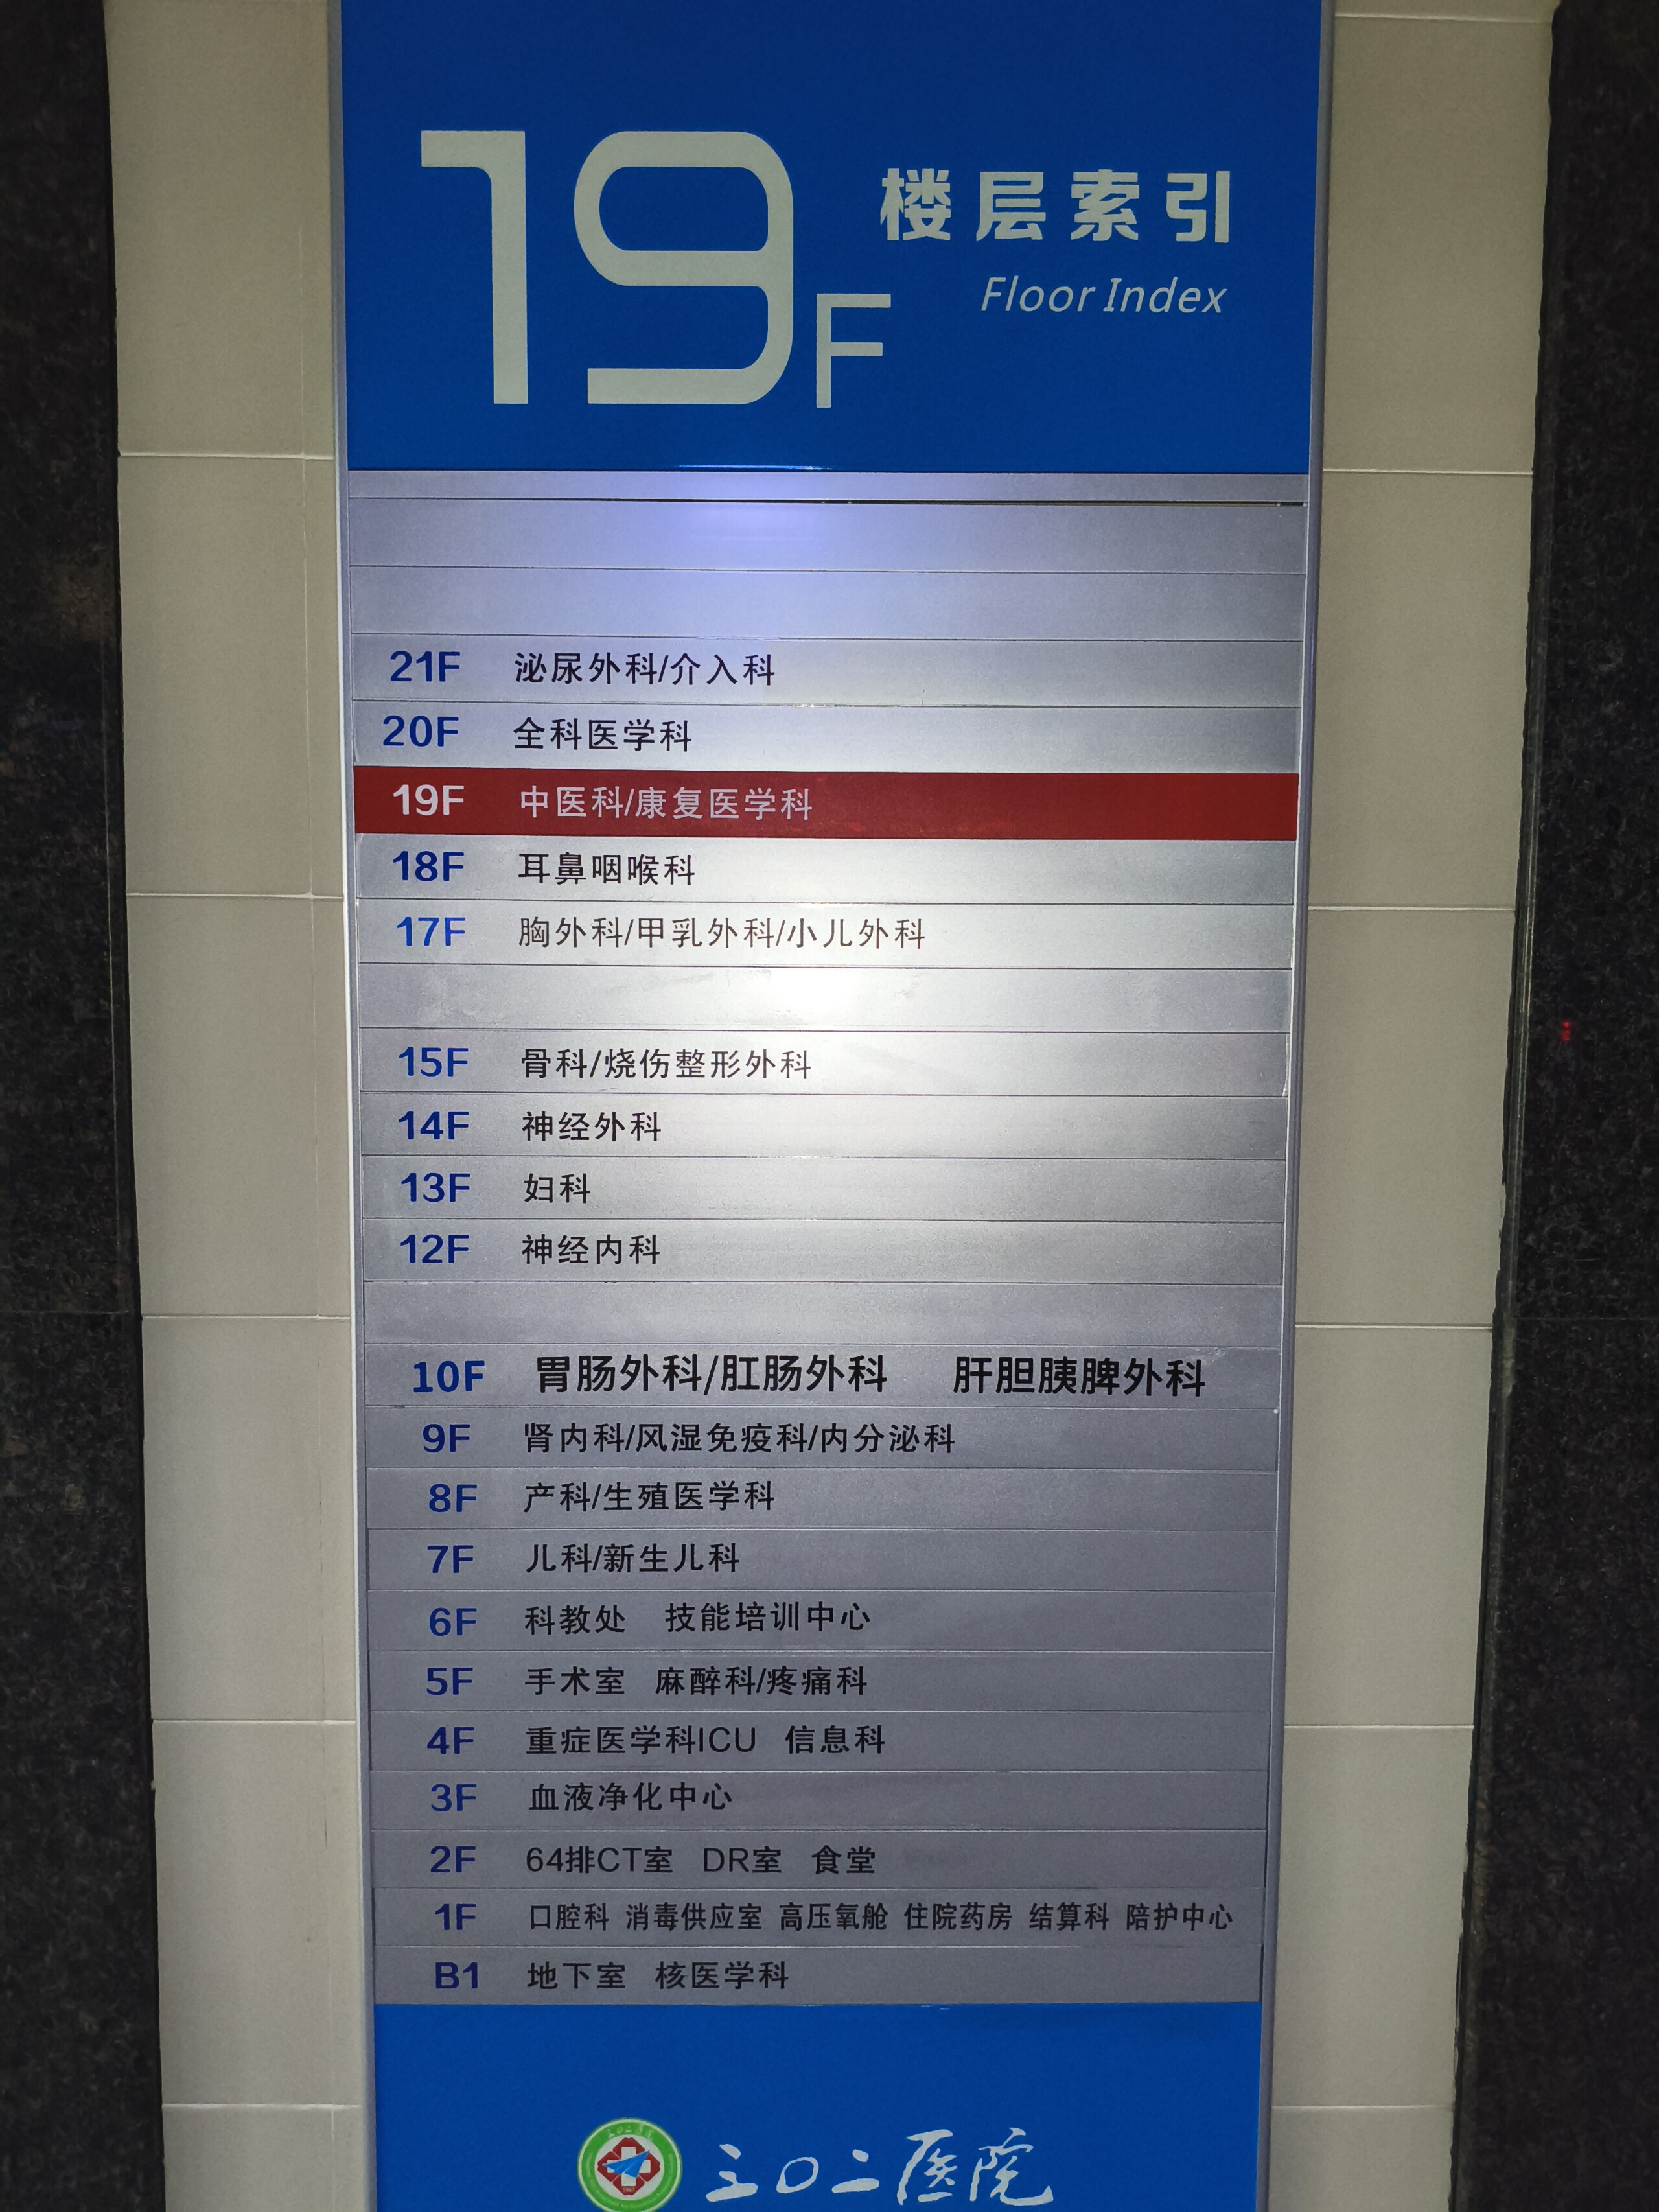 19F 楼层索引
Floor Index
21F 泌尿外科/介入科
20F 全科医学科
19F 中医科/康复医学科
18F 耳鼻咽喉科
17F 胸外科/甲乳外科/小儿外科
15F 骨科/烧伤整形外科
14F 神经外科
13F 妇科
12F 神经内科
10F 胃肠外科/肛肠外科 肝胆胰脾外科
9F 肾内科/风湿免疫科/内分泌科
8F 产科/生殖医学科
7F 儿科/新生儿科
6F 科教处 技能培训中心
5F 手术室 麻醉科/疼痛科
4F 重症医学科ICU 信息科
3F 血液净化中心
2F 64排CT室 DR室 食堂
1F 口腔科 消毒供应室 高压氧舱 住院药房 结算科 陪护中心
B1 地下室 核医学科
三〇二医院